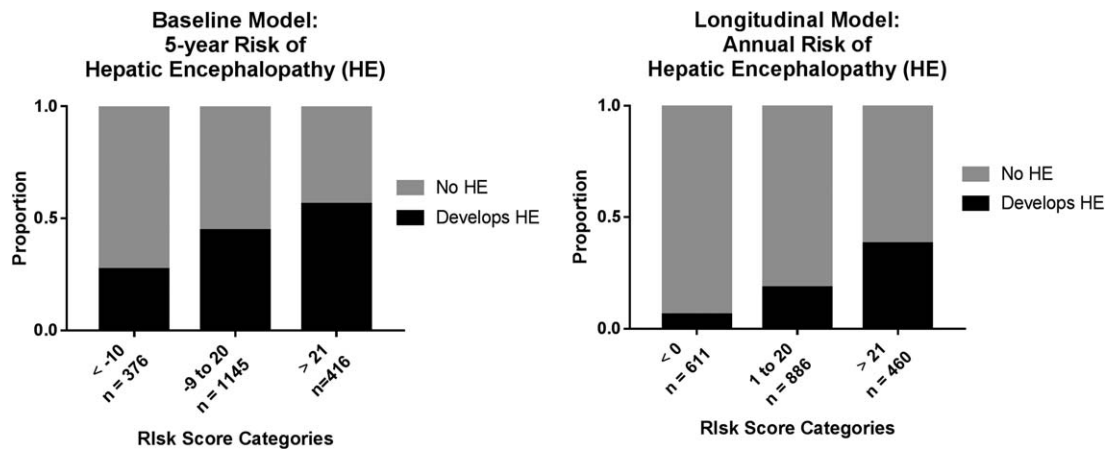 Baseline Model:
5-year Risk of
Hepatic Encephalopathy (HE)
1.0
0.5
0.0
Proportion
No HE
Develops HE
< -10
n = 376
-9 to 20
n = 1145
> 21
n=416
RIsk Score Categories
Longitudinal Model:
Annual Risk of
Hepatic Encephalopathy (HE)
1.0
0.5
0.0
Proportion
No HE
Develops HE
< 0
n = 611
1 to 20
n = 886
> 21
n = 460
RIsk Score Categories